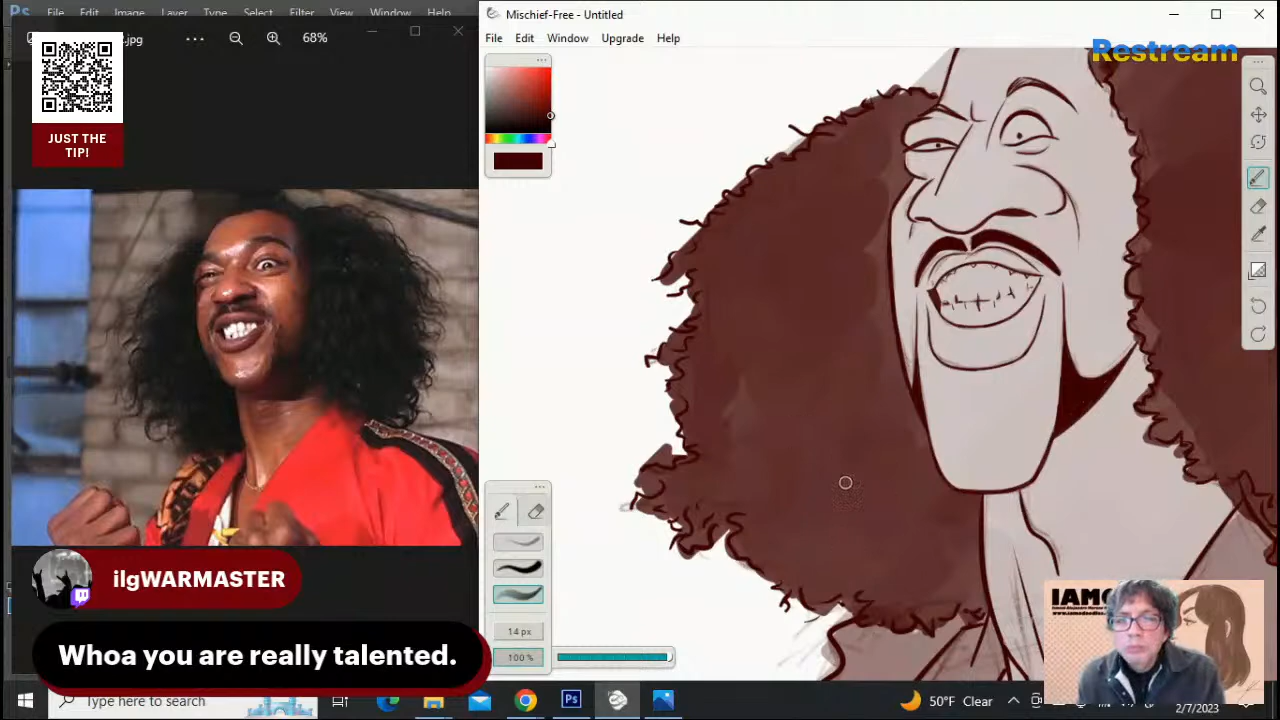 Ps File Edit Image Layer Type Select Filter View Window Help
.jpg
68%
JUST THE
TIP!
Mischief-Free - Untitled
File Edit Window Upgrade Help
Restream
14 px
100 %
ilgWARMASTER
Whoa you are really talented.
IAMO
Type here to search
Ps
50°F Clear
2/7/2023